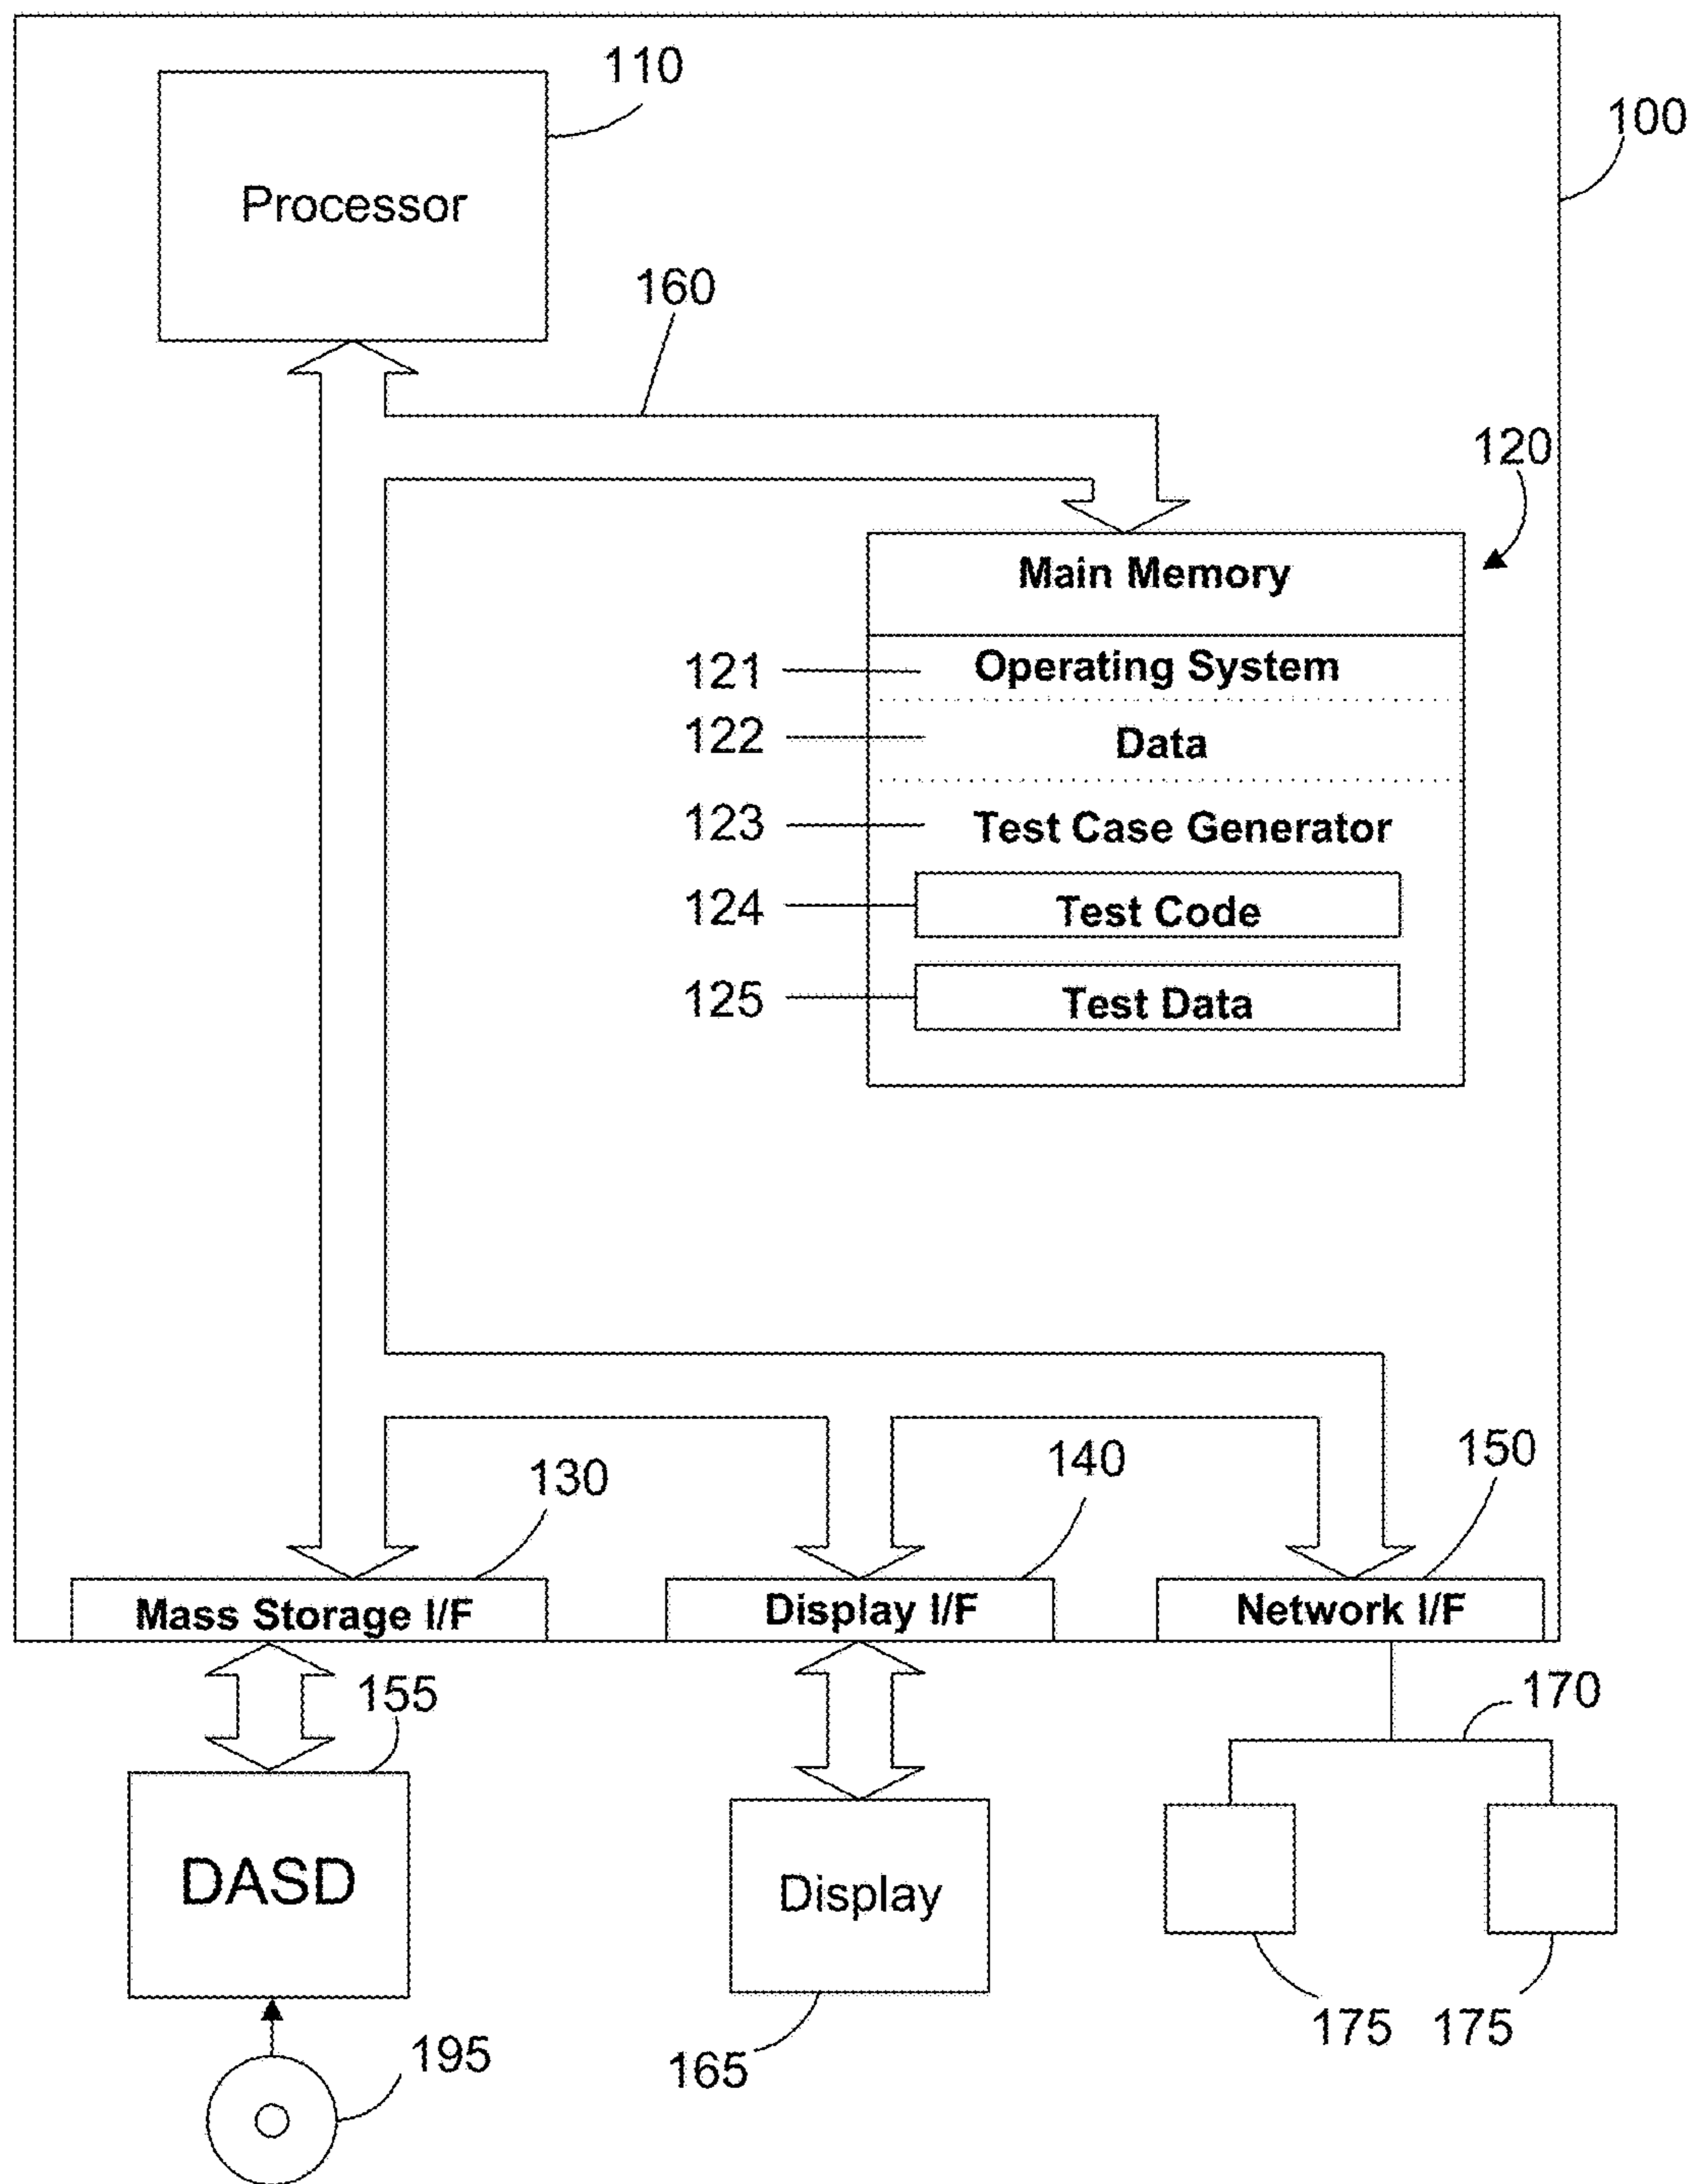 110
100
Processor
160
120
Main Memory
121
Operating System
122
Data
123
Test Case Generator
124
Test Code
125
Test Data
130
140
150
Mass Storage I/F
Display I/F
Network I/F
155
170
DASD
Display
175
175
195
165